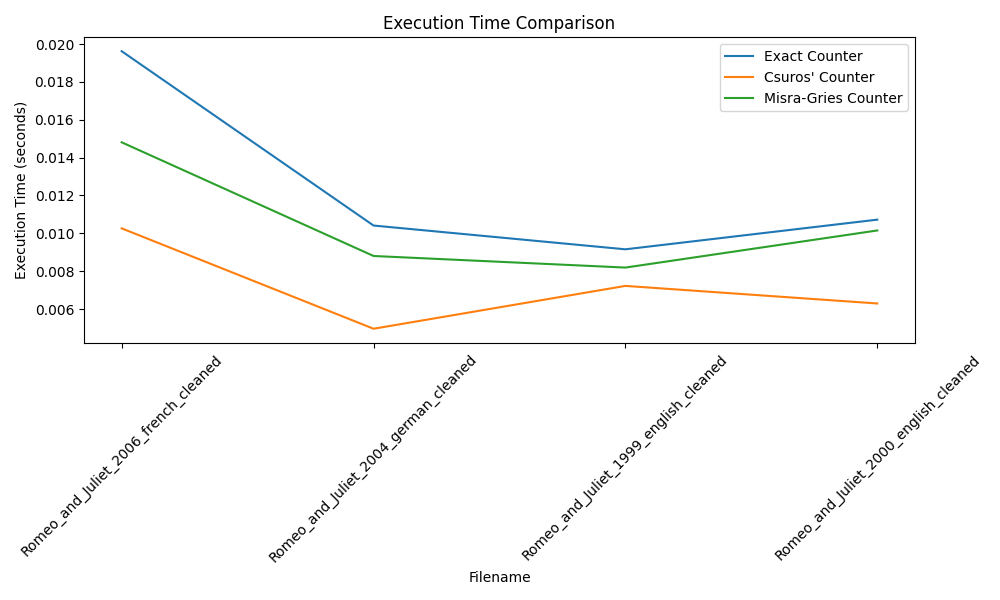 Execution Time Comparison
Execution Time (seconds)
0.020
0.018
0.016
0.014
0.012
0.010
0.008
0.006
Exact Counter
Csuros' Counter
Misra-Gries Counter
Romeo_and_Juliet_2006_french_cleaned
Romeo_and_Juliet_2004_german_cleaned
Romeo_and_Juliet_1999_english_cleaned
Romeo_and_Juliet_2000_english_cleaned
Filename